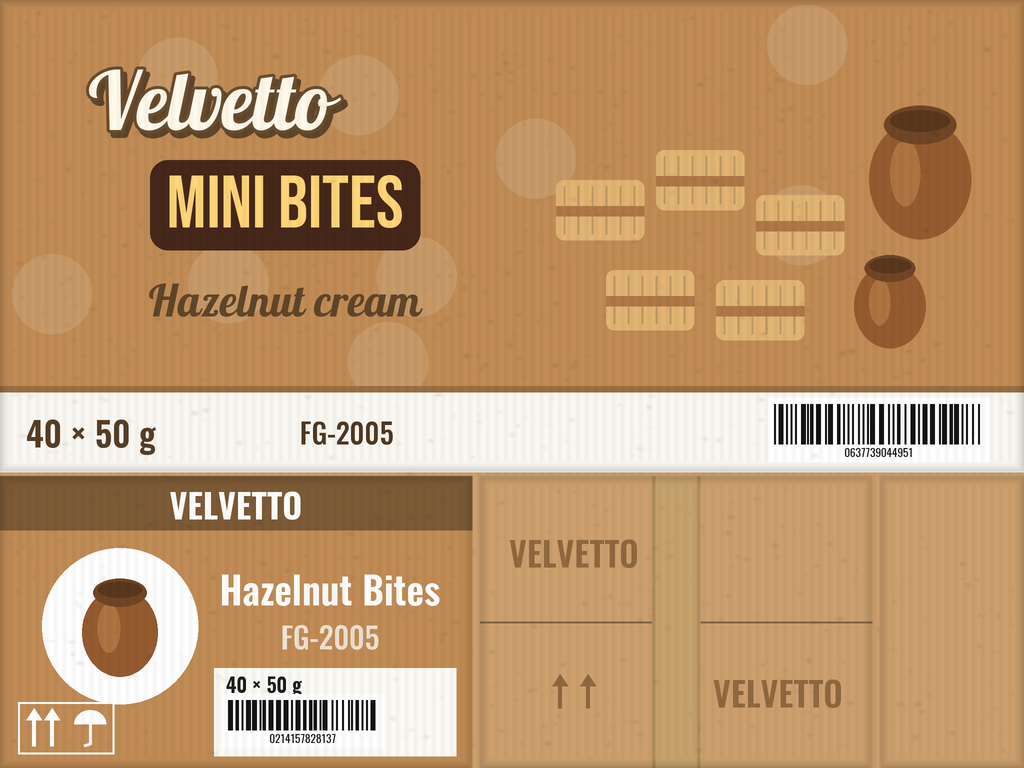 Velvetto
MINI BITES
Hazelnut cream
40 × 50 g
FG-2005
0637739044951
VELVETTO
Hazelnut Bites
FG-2005
40 × 50 g
0214157828137
VELVETTO
VELVETTO